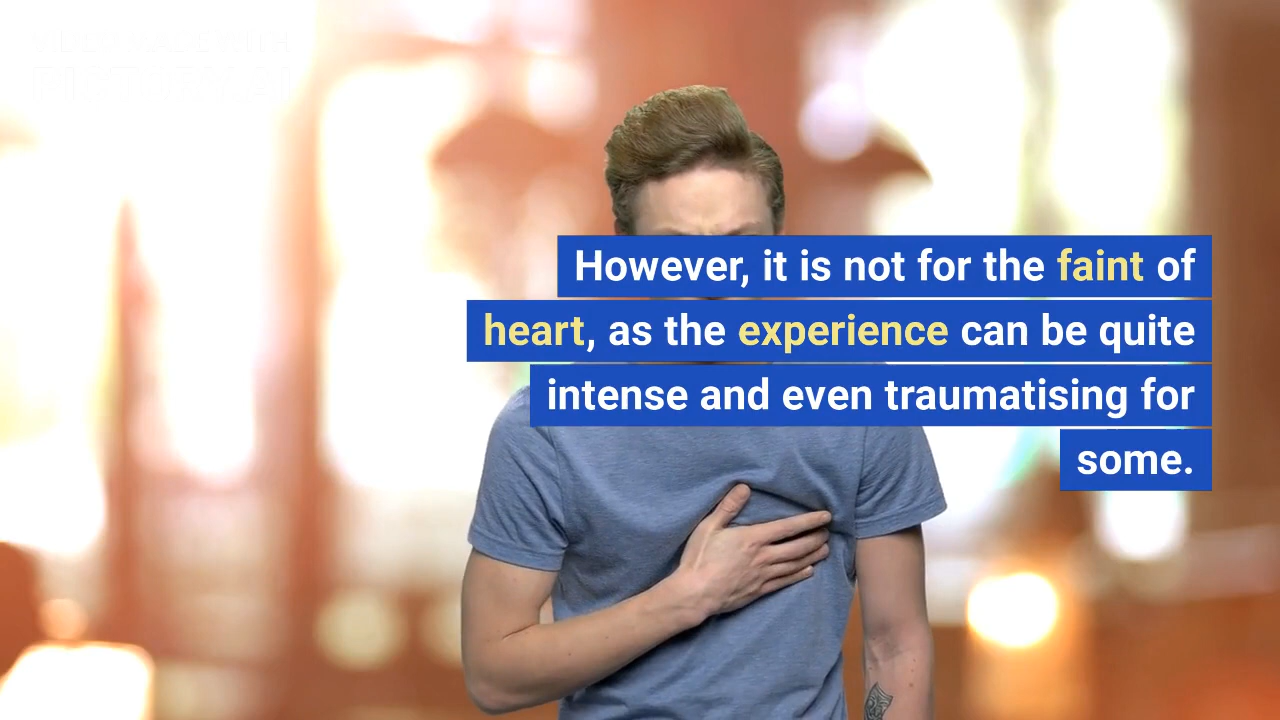 However, it is not for the faint of
heart, as the experience can be quite
intense and even traumatising for
some.